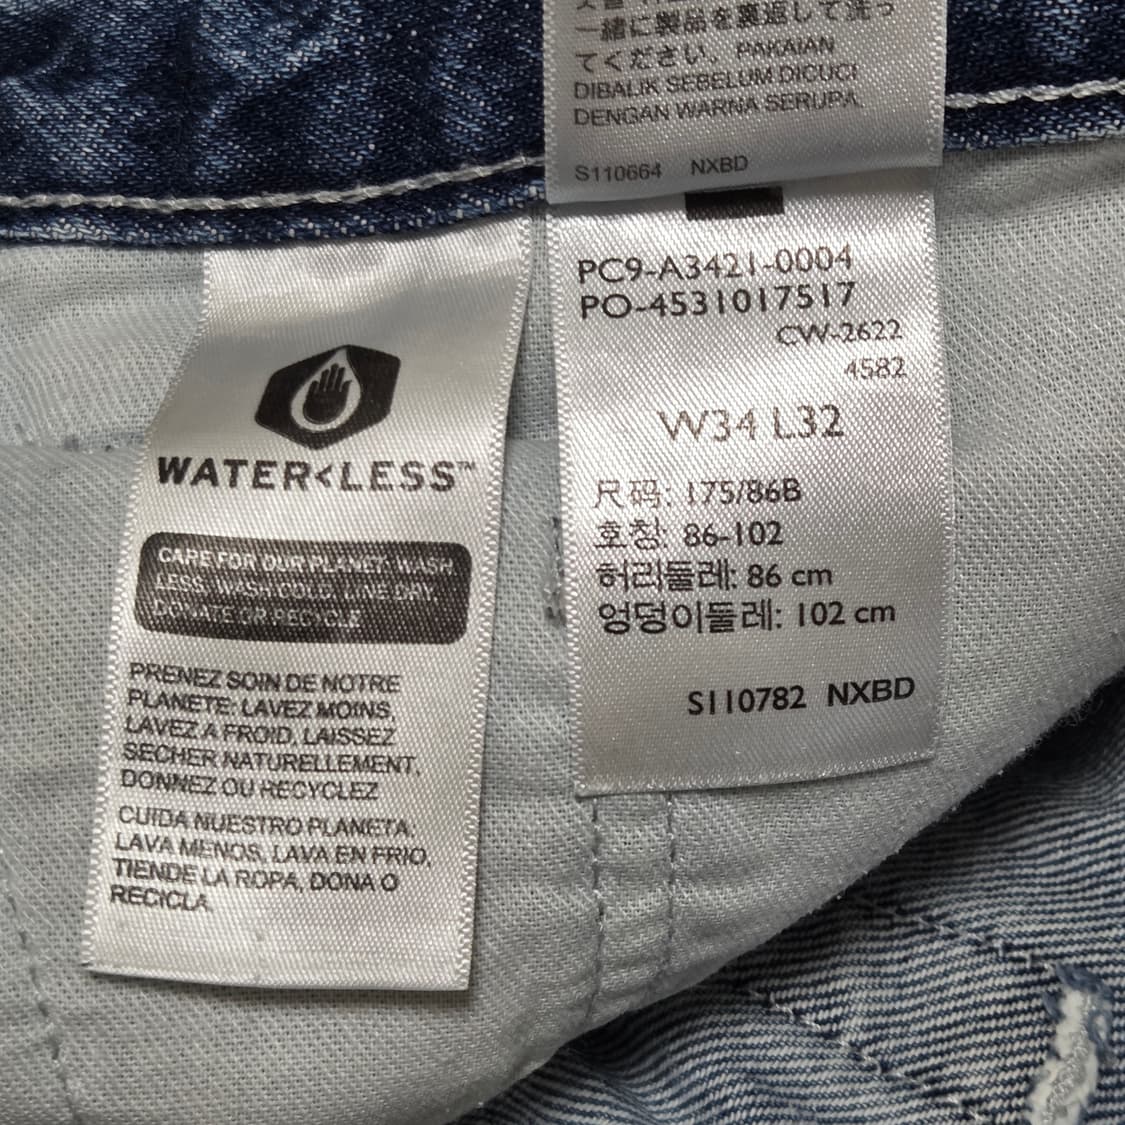 一緒に製品を裏返して洗っ
てください。PAKAIAN
DIBALIK SEBELUM DICUCI
DENGAN WARNA SERUPA.
S110664 NXBD
WATER<LESS™
CARE FOR OUR PLANET: WASH
LESS, WASH COLD, LINE DRY,
DONATE OR RECYCLE
PRENEZ SOIN DE NOTRE
PLANETE: LAVEZ MOINS,
LAVEZ A FROID, LAISSEZ
SECHER NATURELLEMENT,
DONNEZ OU RECYCLEZ
CUIDA NUESTRO PLANETA.
LAVA MENOS, LAVA EN FRIO,
TIENDE LA ROPA, DONA O
RECICLA.
PC9-A3421-0004
PO-4531017517
CW-2622
4582
W34 L32
尺码: 175/86B
호칭: 86-102
허리둘레: 86 cm
엉덩이둘레: 102 cm
S110782 NXBD